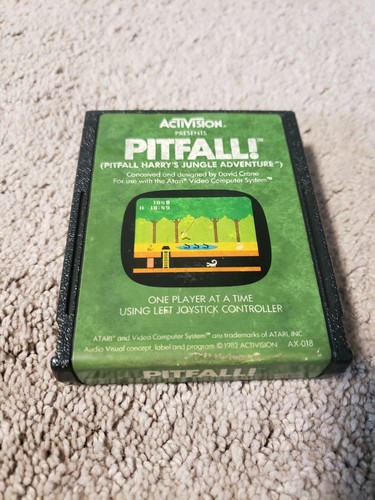 ACTIVISION®
PRESENTS
PITFALL!™
(PITFALL HARRY'S JUNGLE ADVENTURE™)
Conceived and designed by David Crane
For use with the Atari® Video Computer System™
ONE PLAYER AT A TIME
USING LEFT JOYSTICK CONTROLLER
ATARI® and Video Computer System™ are trademarks of ATARI, INC.
Audio Visual concept, label and program © 1982 ACTIVISION AX-018
PITFALL!